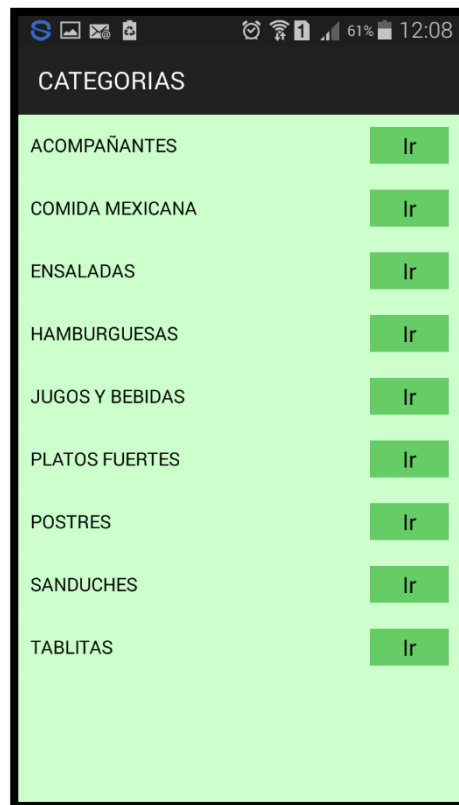 1 61% 12:08
CATEGORIAS
ACOMPAÑANTES Ir
COMIDA MEXICANA Ir
ENSALADAS Ir
HAMBURGUESAS Ir
JUGOS Y BEBIDAS Ir
PLATOS FUERTES Ir
POSTRES Ir
SANDUCHES Ir
TABLITAS Ir